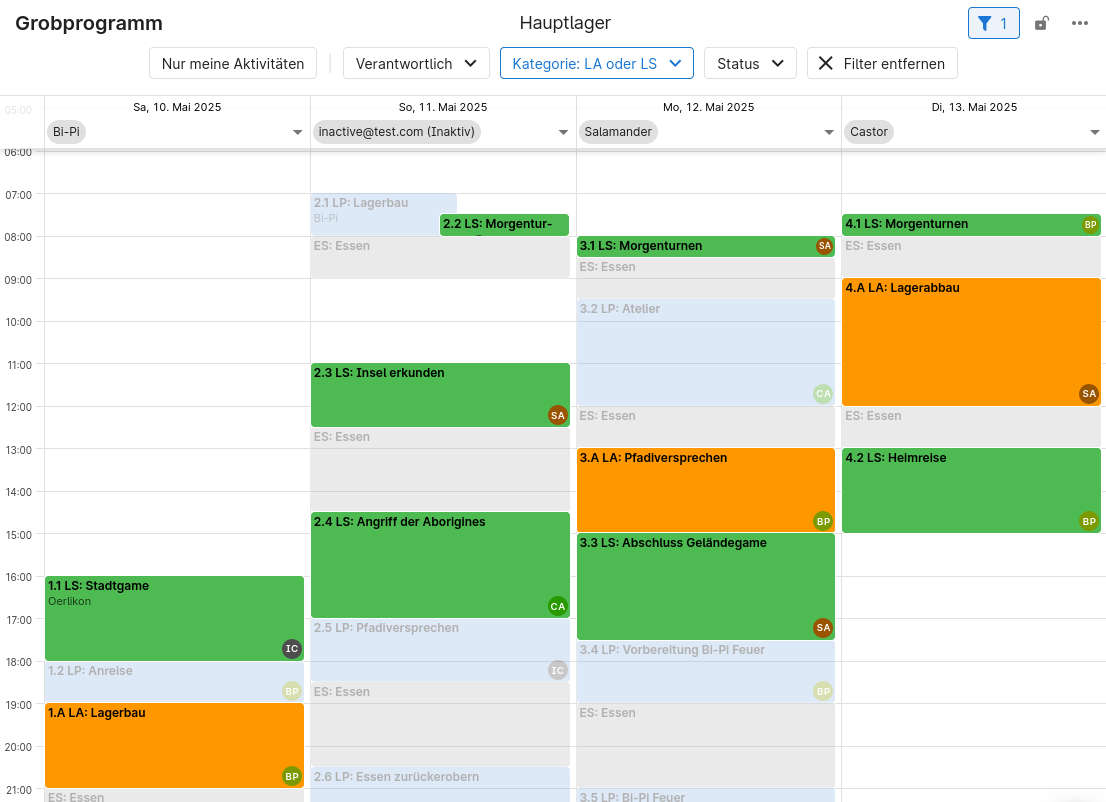 Grobprogramm
Hauptlager
1
Nur meine Aktivitäten
Verantwortlich
Kategorie: LA oder LS
Status
Filter entfernen
05:00
Sa, 10. Mai 2025
So, 11. Mai 2025
Mo, 12. Mai 2025
Di, 13. Mai 2025
Bi-Pi
inactive@test.com (Inaktiv)
Salamander
Castor
06:00
07:00
08:00
09:00
10:00
11:00
12:00
13:00
14:00
15:00
16:00
17:00
18:00
19:00
20:00
21:00
1.1 LS: Stadtgame
Oerlikon
IC
1.2 LP: Anreise
BP
1.A LA: Lagerbau
BP
ES: Essen
2.1 LP: Lagerbau
Bi-Pi
2.2 LS: Morgentur-
ES: Essen
2.3 LS: Insel erkunden
SA
ES: Essen
2.4 LS: Angriff der Aborigines
CA
2.5 LP: Pfadiversprechen
IC
ES: Essen
2.6 LP: Essen zurückerobern
3.1 LS: Morgenturnen
SA
ES: Essen
3.2 LP: Atelier
CA
ES: Essen
3.A LA: Pfadiversprechen
BP
3.3 LS: Abschluss Geländegame
SA
3.4 LP: Vorbereitung Bi-Pi Feuer
BP
ES: Essen
3.5 LP: Bi-Pi Feuer
4.1 LS: Morgenturnen
BP
ES: Essen
4.A LA: Lagerabbau
SA
ES: Essen
4.2 LS: Heimreise
BP